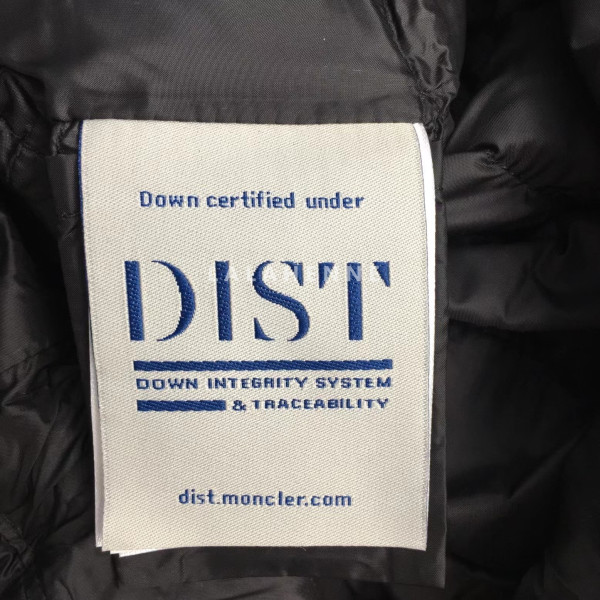 Down certified under
DIST
DOWN INTEGRITY SYSTEM
& TRACEABILITY
dist.moncler.com